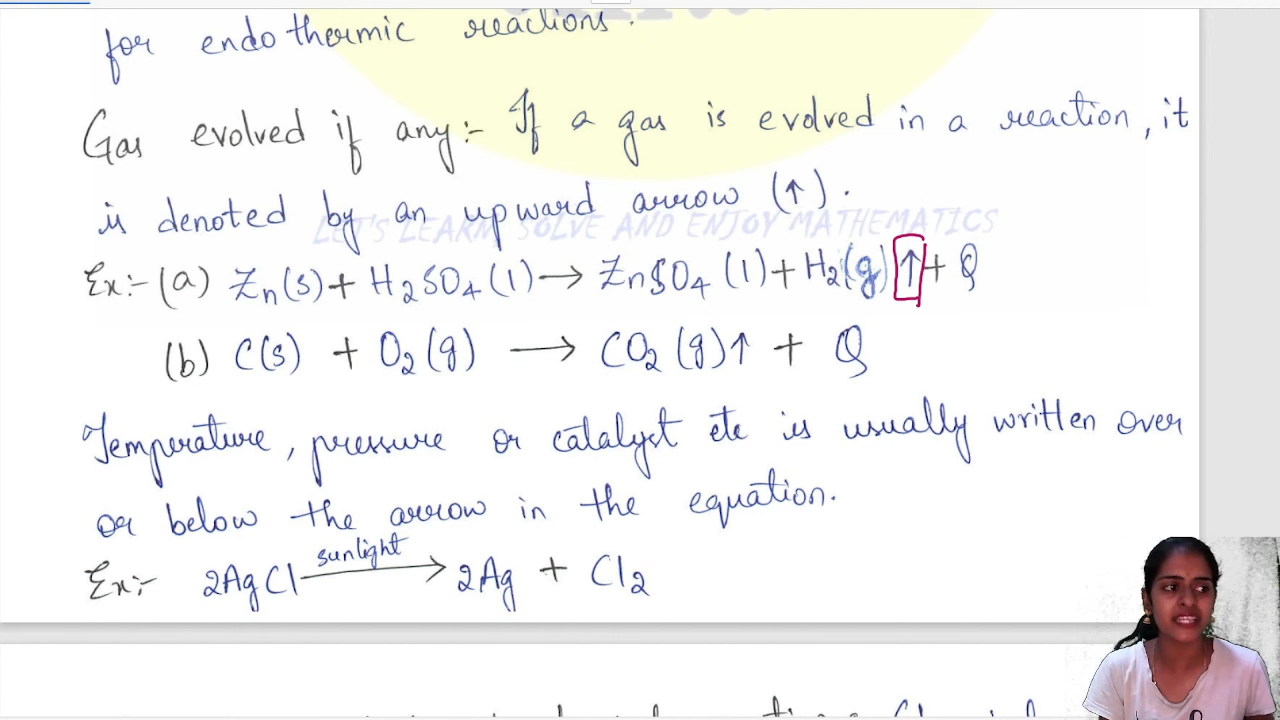 for endothermic reactions.
Gas evolved if any:- If a gas is evolved in a reaction, it
is denoted by an upward arrow (↑).
LET'S LEARN, SOLVE AND ENJOY MATHEMATICS
Ex:- (a) Zn(s) + H₂SO₄ (l) → ZnSO₄ (l) + H₂(g) ↑ + Q
(b) C(s) + O₂(g) → CO₂(g)↑ + Q
Temperature, pressure or catalyst etc is usually written over
or below the arrow in the equation.
sunlight
Ex:- 2AgCl → 2Ag + Cl₂